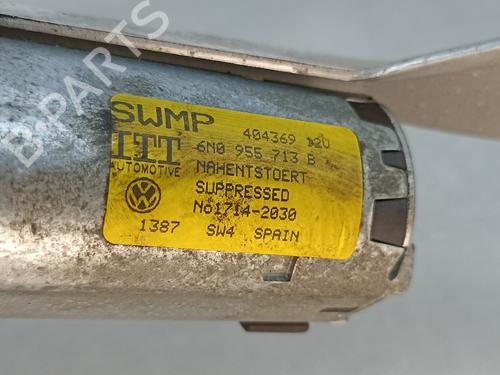 SWMP 404369
ITT 6N0 955 713 B
AUTOMOTIVE NAHENTSTOERT
SUPPRESSED
No1714-2030
1387 SW4 SPAIN
B-Parts